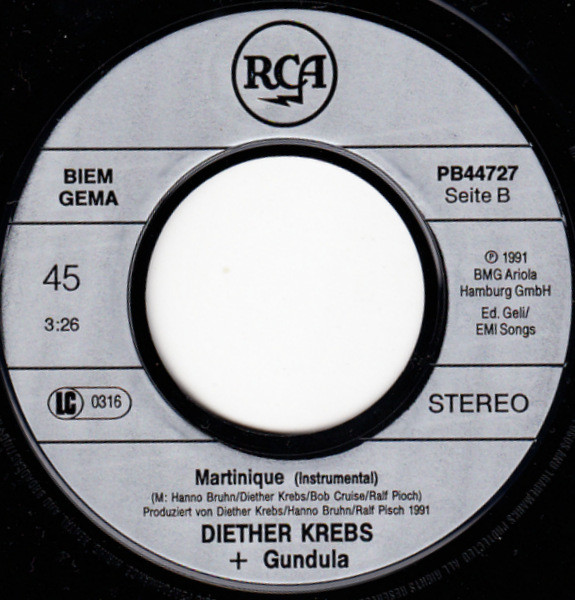 RCA
BIEM
GEMA
PB44727
Seite B
45
3:26
℗ 1991
BMG Ariola
Hamburg GmbH
Ed. Geli/
EMI Songs
LC 0316
STEREO
Martinique (Instrumental)
(M: Hanno Bruhn/Diether Krebs/Bob Cruise/Ralf Pioch)
Produziert von Diether Krebs/Hanno Bruhn/Ralf Pisch 1991
DIETHER KREBS
+ Gundula